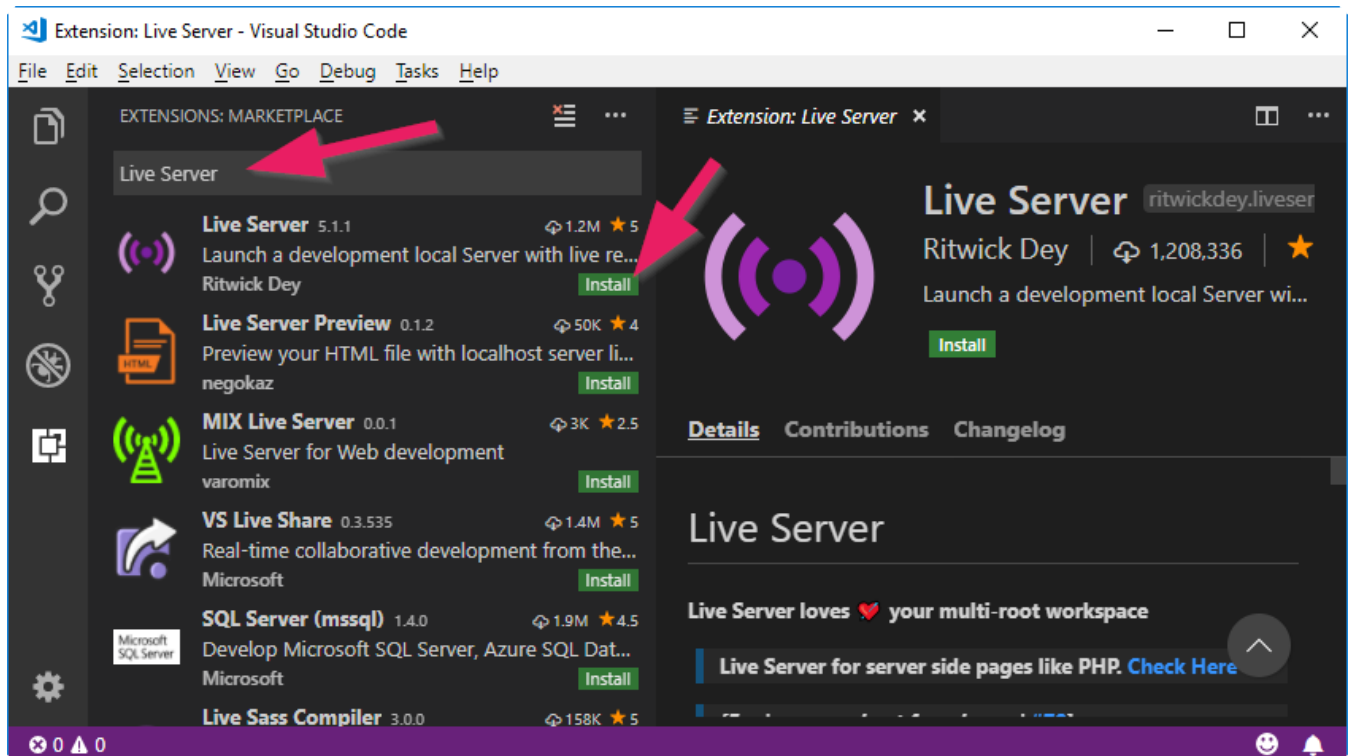 Extension: Live Server - Visual Studio Code
File Edit Selection View Go Debug Tasks Help
EXTENSIONS: MARKETPLACE
Live Server
Live Server 5.1.1 1.2M 5
Launch a development local Server with live re...
Ritwick Dey Install
Live Server Preview 0.1.2 50K 4
Preview your HTML file with localhost server li...
negokaz Install
HTML
MIX Live Server 0.0.1 3K 2.5
Live Server for Web development
varomix Install
VS Live Share 0.3.535 1.4M 5
Real-time collaborative development from the...
Microsoft Install
SQL Server (mssql) 1.4.0 1.9M 4.5
Microsoft
SQL Server
Develop Microsoft SQL Server, Azure SQL Dat...
Microsoft Install
Live Sass Compiler 3.0.0 158K 5
Extension: Live Server
Live Server ritwickdey.liveser
Ritwick Dey 1,208,336
Launch a development local Server wi...
Install
Details Contributions Changelog
Live Server
Live Server loves 💓 your multi-root workspace
Live Server for server side pages like PHP. Check Here
0 0